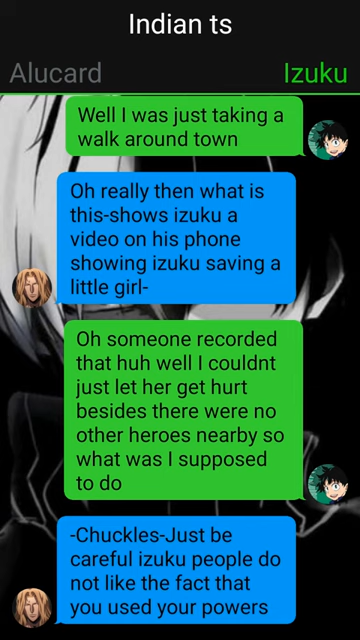 Indian ts
Alucard
Izuku
Well I was just taking a
walk around town
Oh really then what is
this-shows izuku a
video on his phone
showing izuku saving a
little girl-
Oh someone recorded
that huh well I couldnt
just let her get hurt
besides there were no
other heroes nearby so
what was I supposed
to do
-Chuckles-Just be
careful izuku people do
not like the fact that
you used your powers